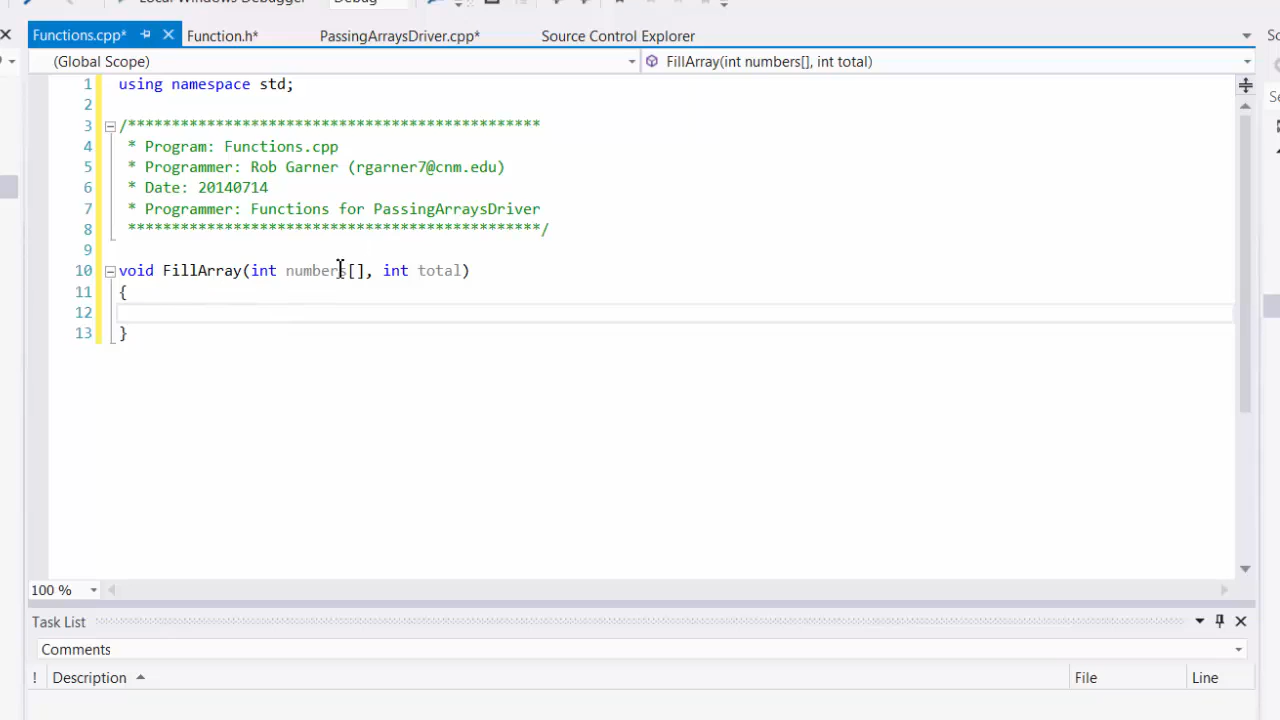 Local Windows Debugger Debug
Functions.cpp* Function.h* PassingArraysDriver.cpp* Source Control Explorer
(Global Scope) FillArray(int numbers[], int total)
1 using namespace std;
2
3 /***********************************************
4 * Program: Functions.cpp
5 * Programmer: Rob Garner (rgarner7@cnm.edu)
6 * Date: 20140714
7 * Programmer: Functions for PassingArraysDriver
8 ***********************************************/
9
10 void FillArray(int numbers[], int total)
11 {
12
13 }
100 %
Task List
Comments
! Description File Line